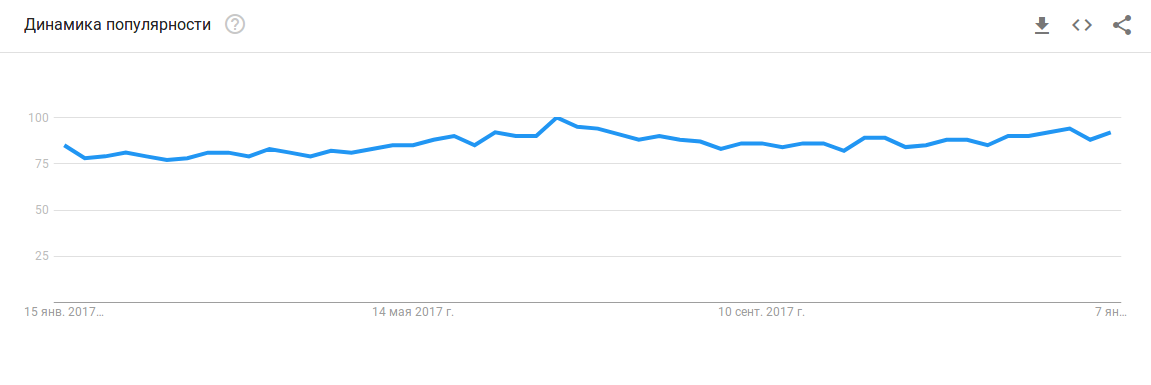 Динамика популярности ?
100
75
50
25
15 янв. 2017…
14 мая 2017 г.
10 сент. 2017 г.
7 ян…